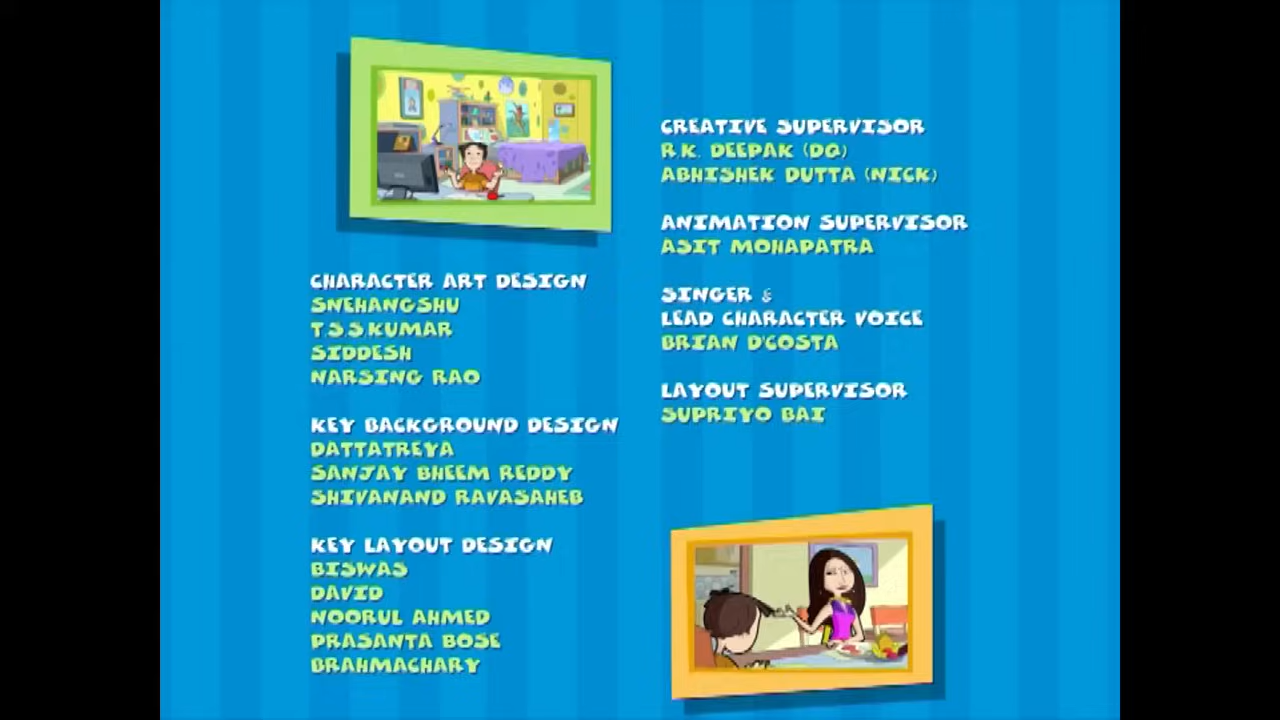 CHARACTER ART DESIGN
SNEHANGSHU
T.S.S.KUMAR
SIDDESH
NARSING RAO
KEY BACKGROUND DESIGN
DATTATREYA
SANJAY BHEEM REDDY
SHIVANAND RAVASAHEB
KEY LAYOUT DESIGN
BISWAS
DAVID
NOORUL AHMED
PRASANTA BOSE
BRAHMACHARY
CREATIVE SUPERVISOR
R.K. DEEPAK (DQ)
ABHISHEK DUTTA (NICK)
ANIMATION SUPERVISOR
ASIT MOHAPATRA
SINGER &
LEAD CHARACTER VOICE
BRIAN D'COSTA
LAYOUT SUPERVISOR
SUPRIYO BAI